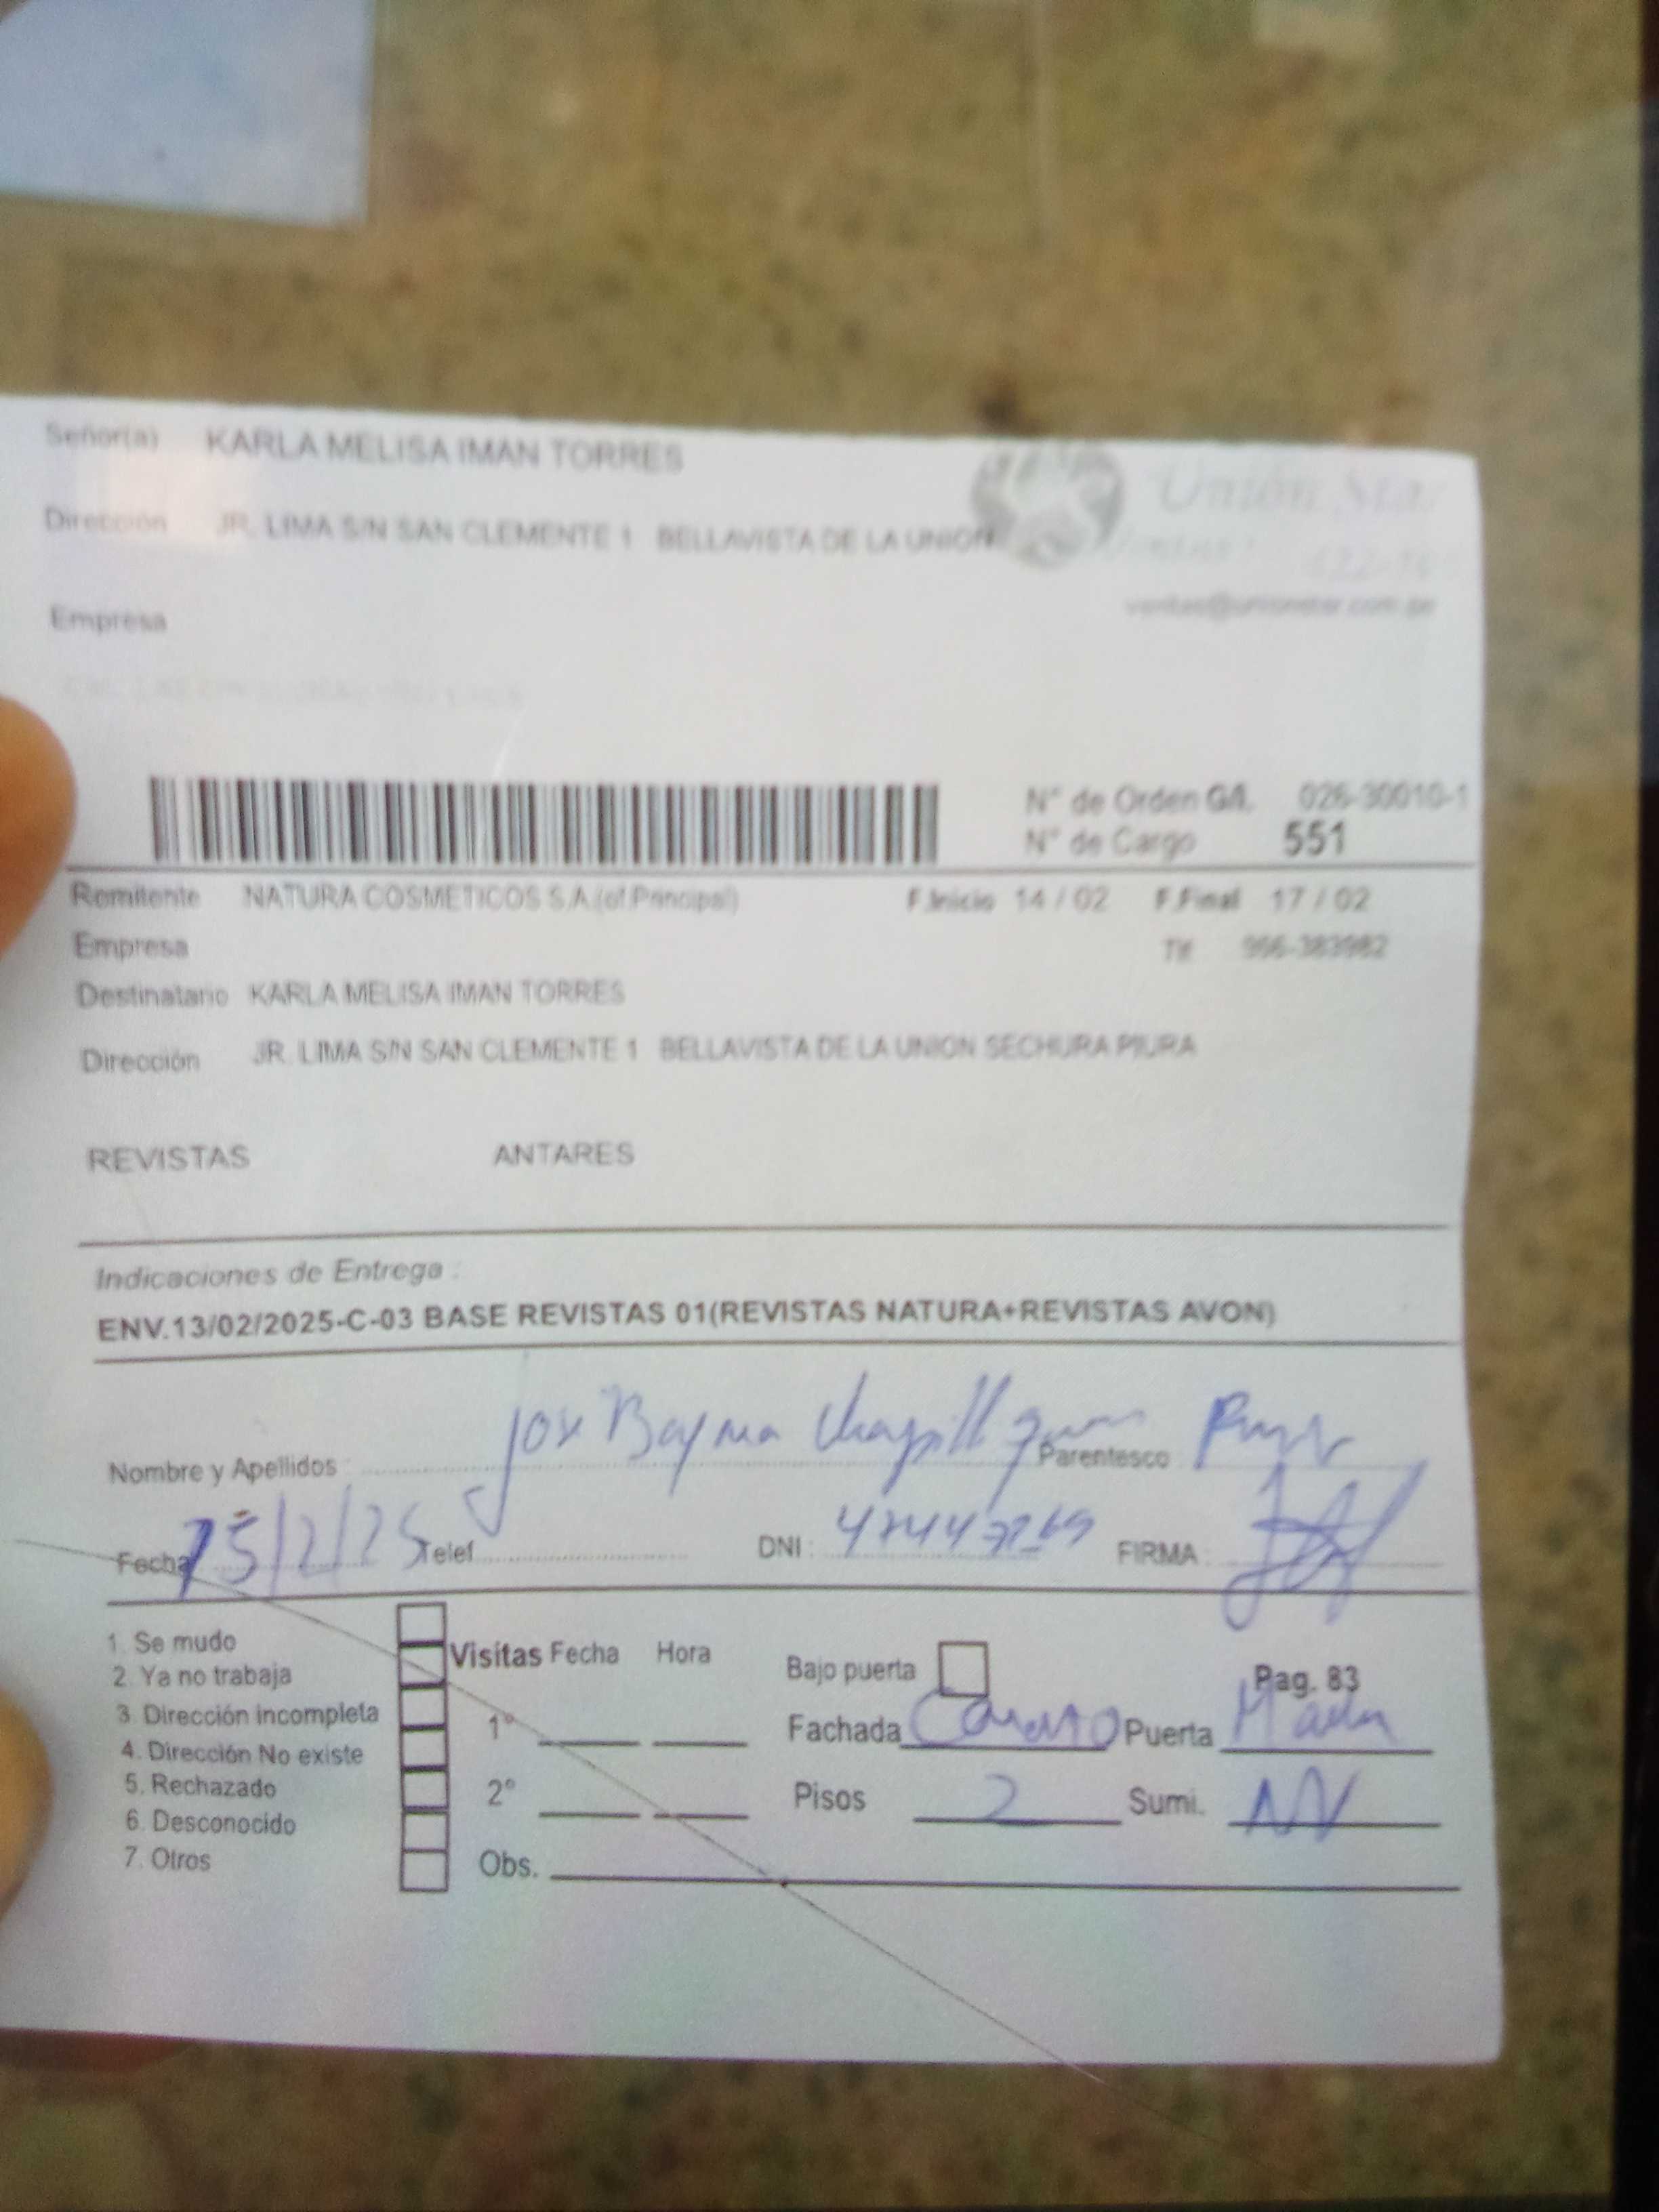 Señor(a) KARLA MELISA IMAN TORRES
Unión Star
Dirección JR. LIMA S/N SAN CLEMENTE 1 BELLAVISTA DE LA UNION
ventas@unionstar.com.pe
Empresa
N° de Orden G/L 026-30010-1
N° de Cargo 551
Remitente NATURA COSMETICOS S.A.(of.Principal) F.Inicio 14 / 02 F.Final 17 / 02
Empresa Tlf 956-383982
Destinatario KARLA MELISA IMAN TORRES
Dirección JR. LIMA S/N SAN CLEMENTE 1 BELLAVISTA DE LA UNION SECHURA PIURA
REVISTAS ANTARES
Indicaciones de Entrega :
ENV.13/02/2025-C-03 BASE REVISTAS 01(REVISTAS NATURA+REVISTAS AVON)
Nombre y Apellidos : Parentesco
Fecha 15/2/25 Telef. DNI : FIRMA :
1. Se mudo
2. Ya no trabaja
3. Dirección incompleta
4. Dirección No existe
5. Rechazado
6. Desconocido
7. Otros
Visitas Fecha Hora
1°
2°
Obs.
Bajo puerta Pag. 83
Fachada Puerta
Pisos 2 Sumi.